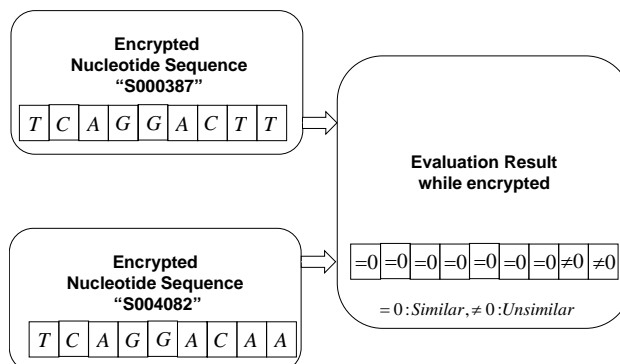 Encrypted
Nucleotide Sequence
“S000387”
T C A G G A C T T
Encrypted
Nucleotide Sequence
“S004082”
T C A G G A C A A
Evaluation Result
while encrypted
=0 =0 =0 =0 =0 =0 =0 ≠0 ≠0
= 0 : Similar, ≠ 0 : Unsimilar